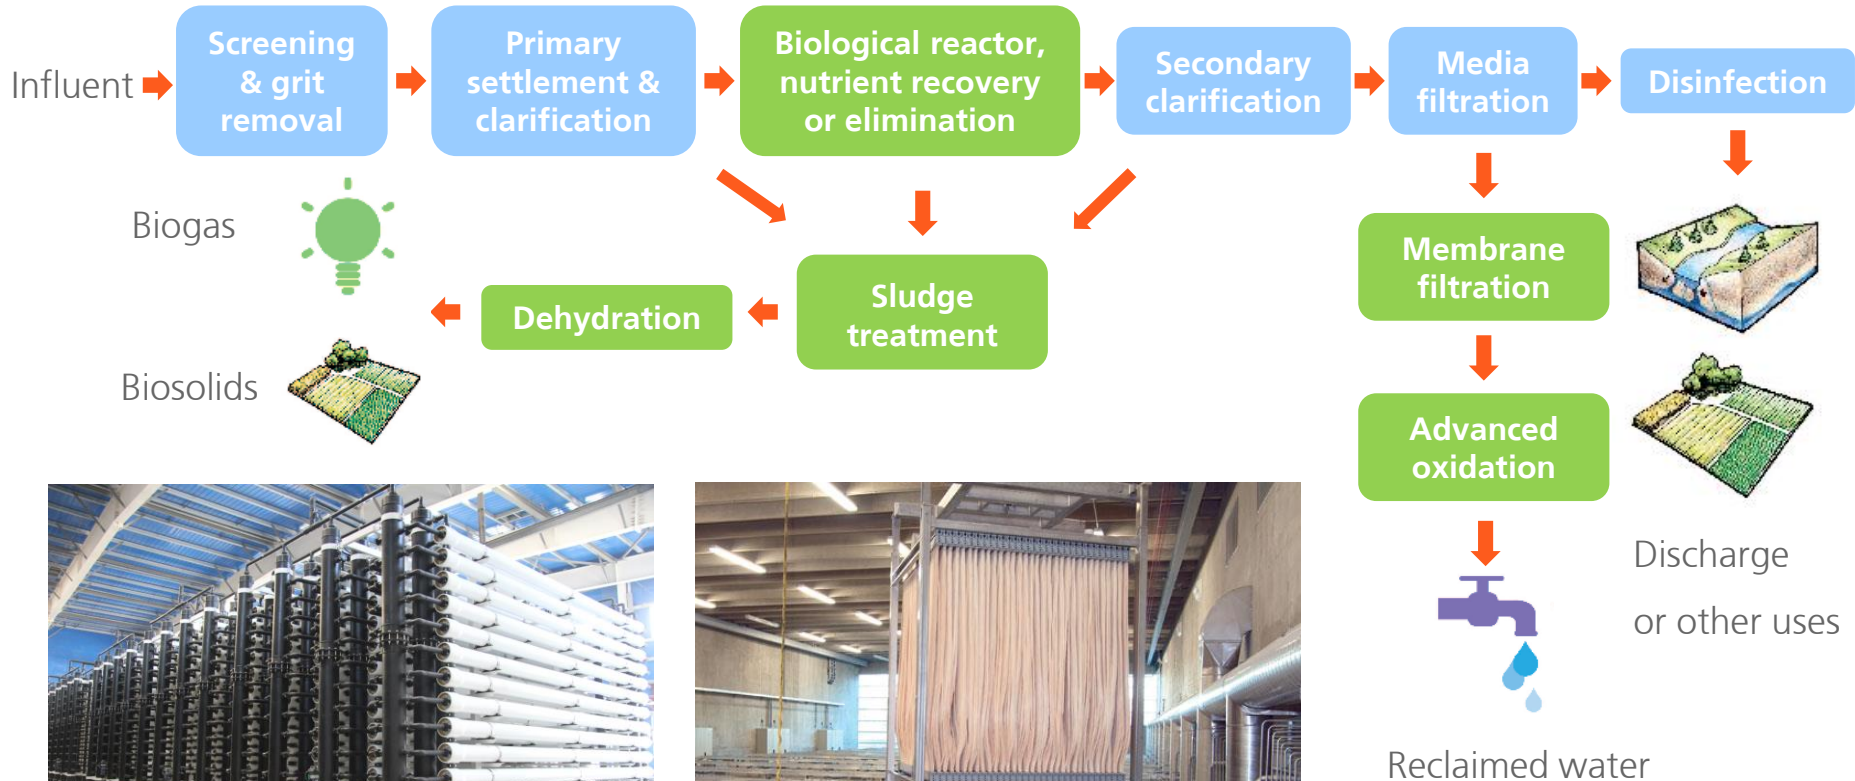 Influent
Screening
& grit
removal
Primary
settlement &
clarification
Biological reactor,
nutrient recovery
or elimination
Secondary
clarification
Media
filtration
Disinfection
Biogas
Sludge
treatment
Dehydration
Biosolids
Membrane
filtration
Advanced
oxidation
Discharge
or other uses
Reclaimed water